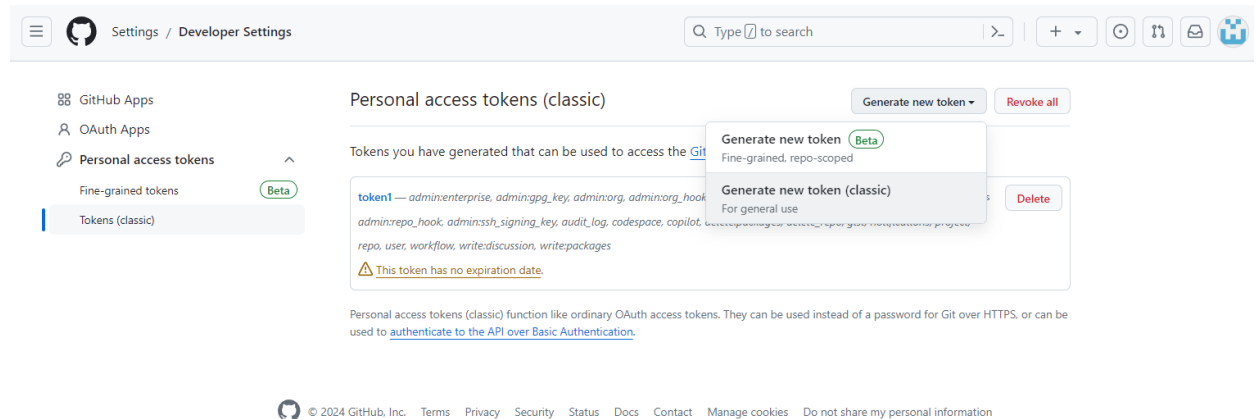 Settings / Developer Settings
Type / to search
GitHub Apps
OAuth Apps
Personal access tokens
Fine-grained tokens Beta
Tokens (classic)
Personal access tokens (classic)
Generate new token
Revoke all
Generate new token Beta
Fine-grained, repo-scoped
Generate new token (classic)
For general use
Tokens you have generated that can be used to access the Git
token1 — admin:enterprise, admin:gpg_key, admin:org, admin:org_hook
Delete
admin:repo_hook, admin:ssh_signing_key, audit_log, codespace, copilot, delete:packages, delete_repo, gist, notifications, project,
repo, user, workflow, write:discussion, write:packages
This token has no expiration date.
Personal access tokens (classic) function like ordinary OAuth access tokens. They can be used instead of a password for Git over HTTPS, or can be
used to authenticate to the API over Basic Authentication.
© 2024 GitHub, Inc. Terms Privacy Security Status Docs Contact Manage cookies Do not share my personal information